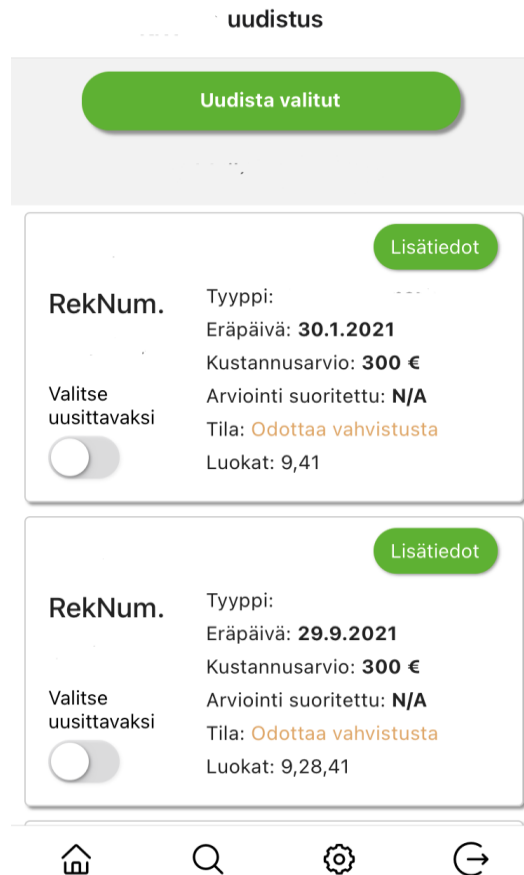 uudistus
Uudista valitut
Lisätiedot
RekNum.
Tyyppi:
Eräpäivä: 30.1.2021
Kustannusarvio: 300 €
Arviointi suoritettu: N/A
Tila: Odottaa vahvistusta
Luokat: 9,41
Valitse
uusittavaksi
Lisätiedot
RekNum.
Tyyppi:
Eräpäivä: 29.9.2021
Kustannusarvio: 300 €
Arviointi suoritettu: N/A
Tila: Odottaa vahvistusta
Luokat: 9,28,41
Valitse
uusittavaksi